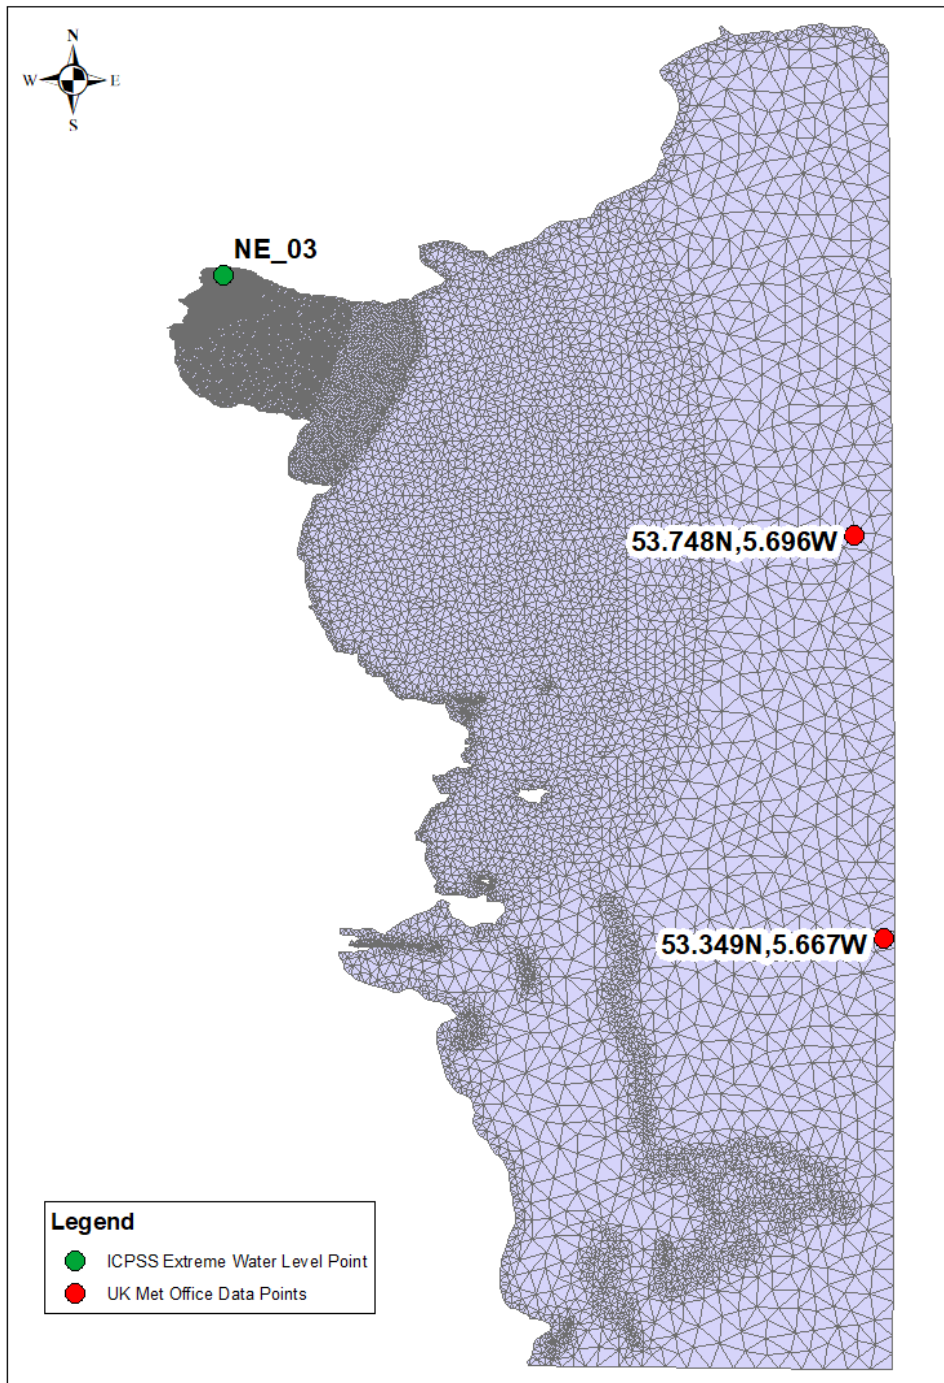 N
W E
S
NE_03
53.748N,5.696W
53.349N,5.667W
Legend
ICPSS Extreme Water Level Point
UK Met Office Data Points